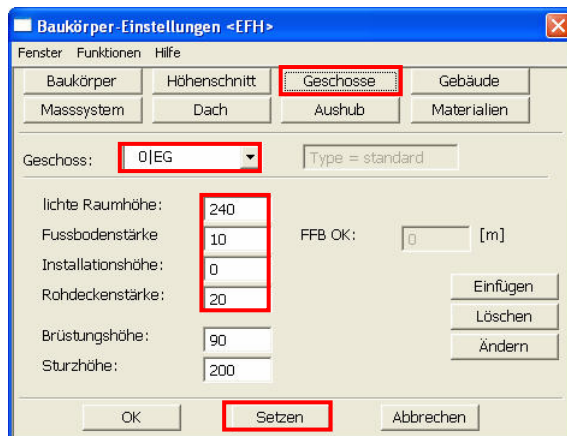 Baukörper-Einstellungen <EFH>
Fenster Funktionen Hilfe
Baukörper Höhenschnitt Geschosse Gebäude
Masssystem Dach Aushub Materialien
Geschoss: 0|EG Type = standard
lichte Raumhöhe: 240
Fussbodenstärke 10 FFB OK: 0 [m]
Installationshöhe: 0
Rohdeckenstärke: 20
Einfügen
Löschen
Brüstungshöhe: 90
Ändern
Sturzhöhe: 200
OK Setzen Abbrechen